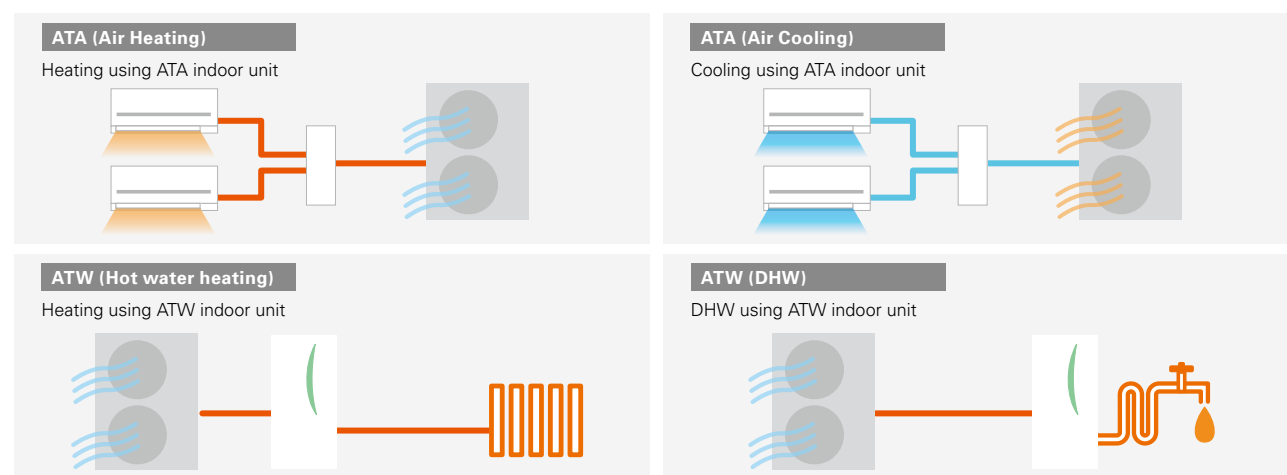 ATA (Air Heating)
Heating using ATA indoor unit
ATA (Air Cooling)
Cooling using ATA indoor unit
ATW (Hot water heating)
Heating using ATW indoor unit
ATW (DHW)
DHW using ATW indoor unit